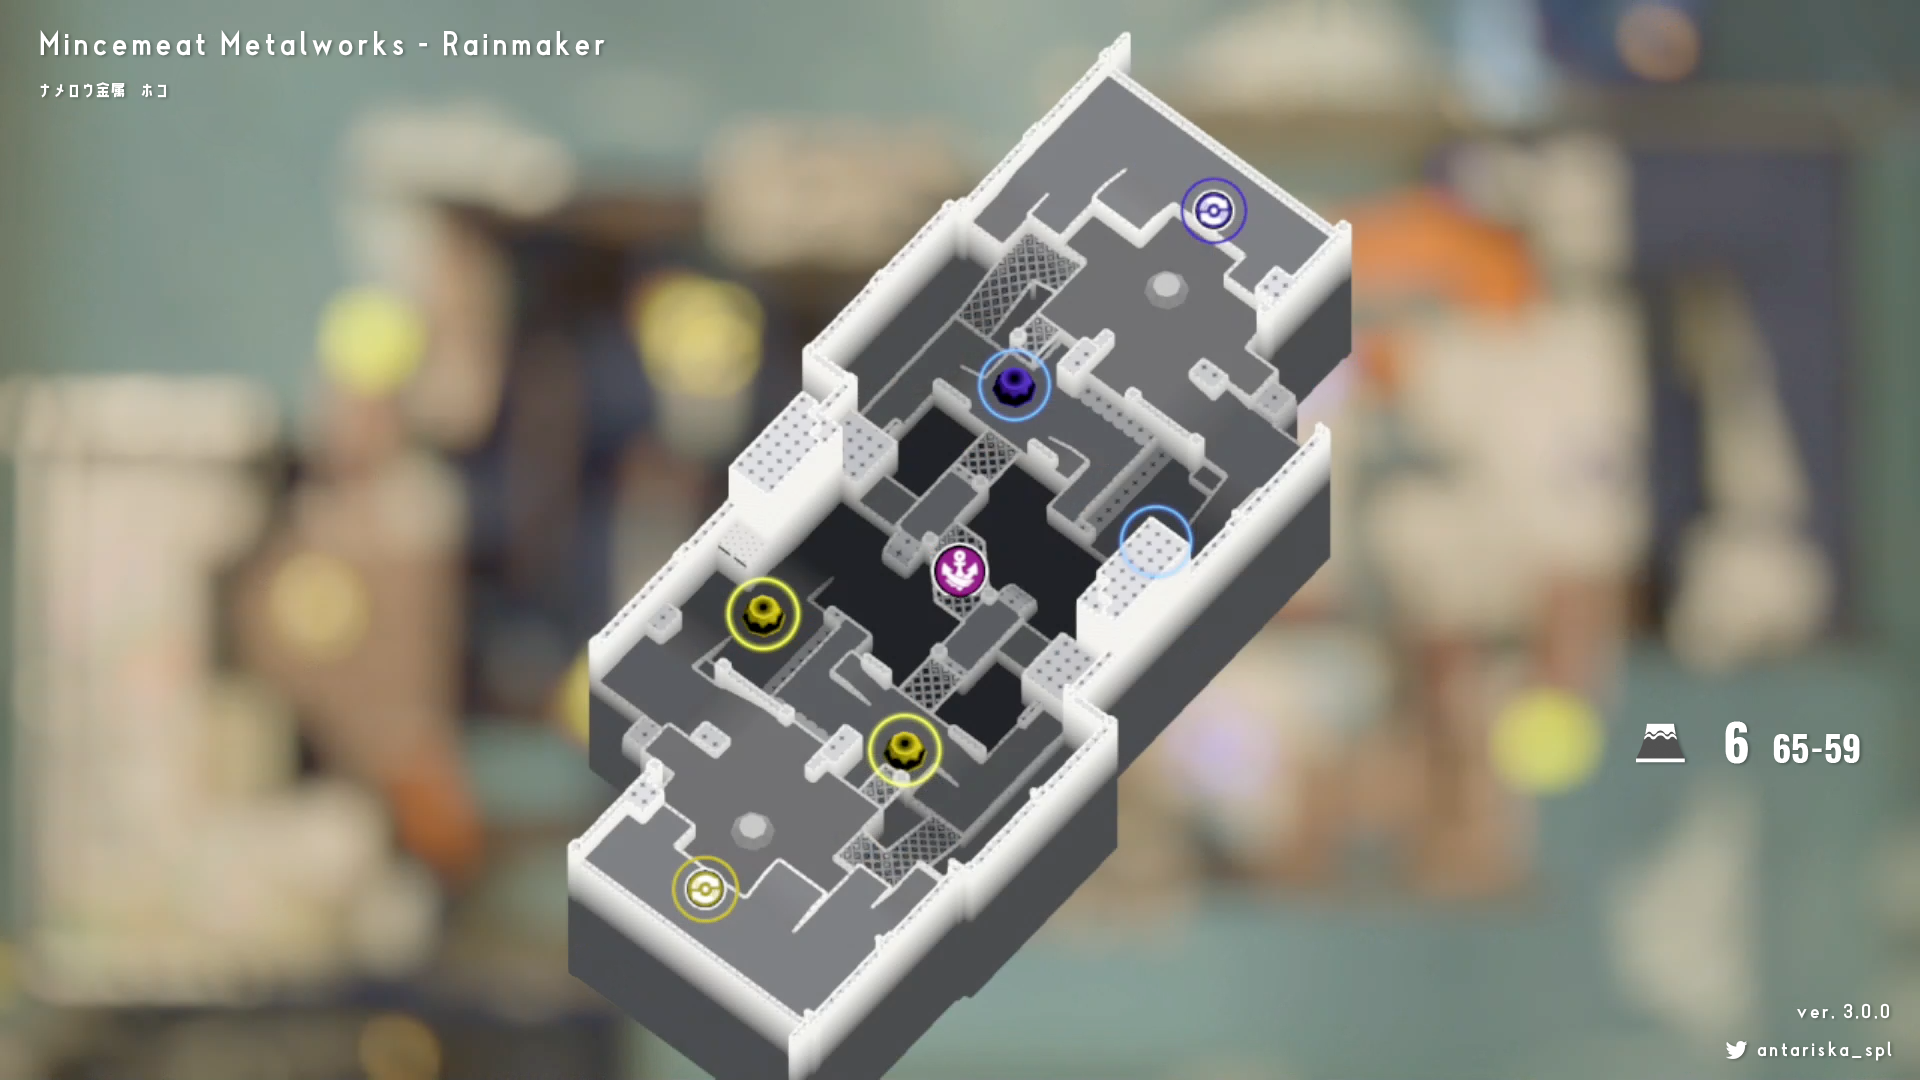 Mincemeat Metalworks - Rainmaker
ナメロウ金属 ホコ
6 65-59
ver. 3.0.0
antariska_spl